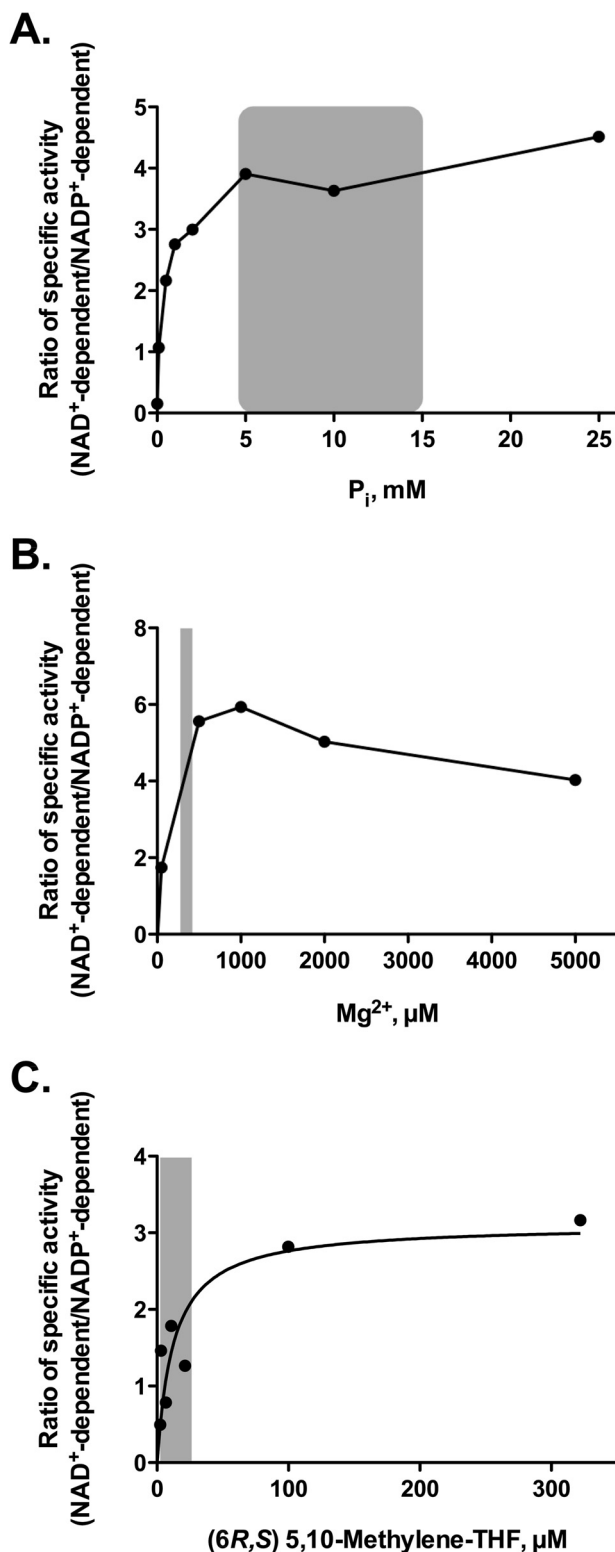 A.
Ratio of specific activity
(NAD⁺-dependent/NADP⁺-dependent)
5
4
3
2
1
0
0 5 10 15 20 25
Pᵢ, mM
B.
Ratio of specific activity
(NAD⁺-dependent/NADP⁺-dependent)
8
6
4
2
0
0 1000 2000 3000 4000 5000
Mg²⁺, µM
C.
Ratio of specific activity
(NAD⁺-dependent/NADP⁺-dependent)
4
3
2
1
0
0 100 200 300
(6R,S) 5,10-Methylene-THF, µM